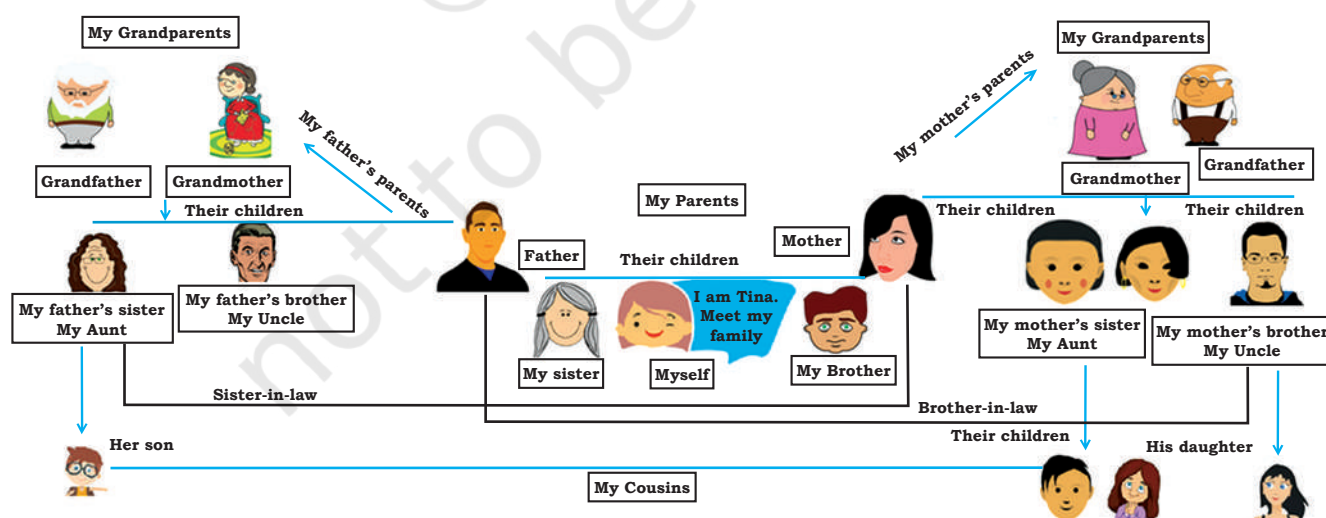 not to be
My Grandparents
My Grandparents
My father's parents
My mother's parents
Grandfather
Grandmother
Grandmother
Grandfather
Their children
My Parents
Their children
Their children
Father
Mother
Their children
My father's sister
My Aunt
My father's brother
My Uncle
I am Tina.
Meet my
family
My mother's sister
My Aunt
My mother's brother
My Uncle
My sister
Myself
My Brother
Sister-in-law
Brother-in-law
Her son
Their children
His daughter
My Cousins